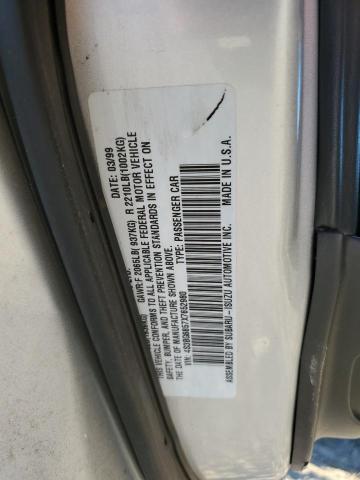 03/99
GAWR:F 2065LB( 937KG) R 2210LB(1002KG)
THIS VEHICLE CONFORMS TO ALL APPLICABLE FEDERAL MOTOR VEHICLE
SAFETY, BUMPER, AND THEFT PREVENTION STANDARDS IN EFFECT ON
THE DATE OF MANUFACTURE SHOWN ABOVE.
VIN: 4S3BG6857X7652980 TYPE: PASSENGER CAR
ASSEMBLED BY SUBARU-ISUZU AUTOMOTIVE INC. MADE IN U.S.A.